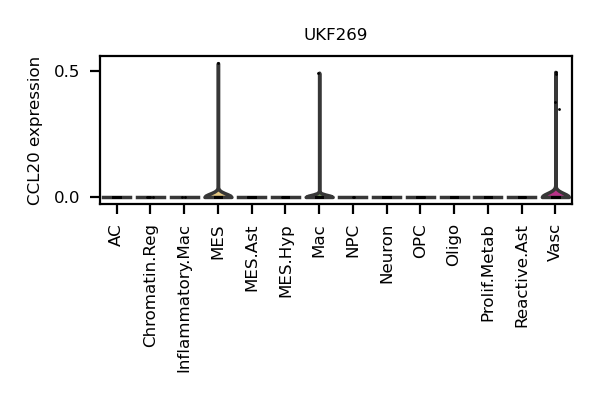 UKF269
CCL20 expression
0.5
0.0
AC
Chromatin.Reg
Inflammatory.Mac
MES
MES.Ast
MES.Hyp
Mac
NPC
Neuron
OPC
Oligo
Prolif.Metab
Reactive.Ast
Vasc